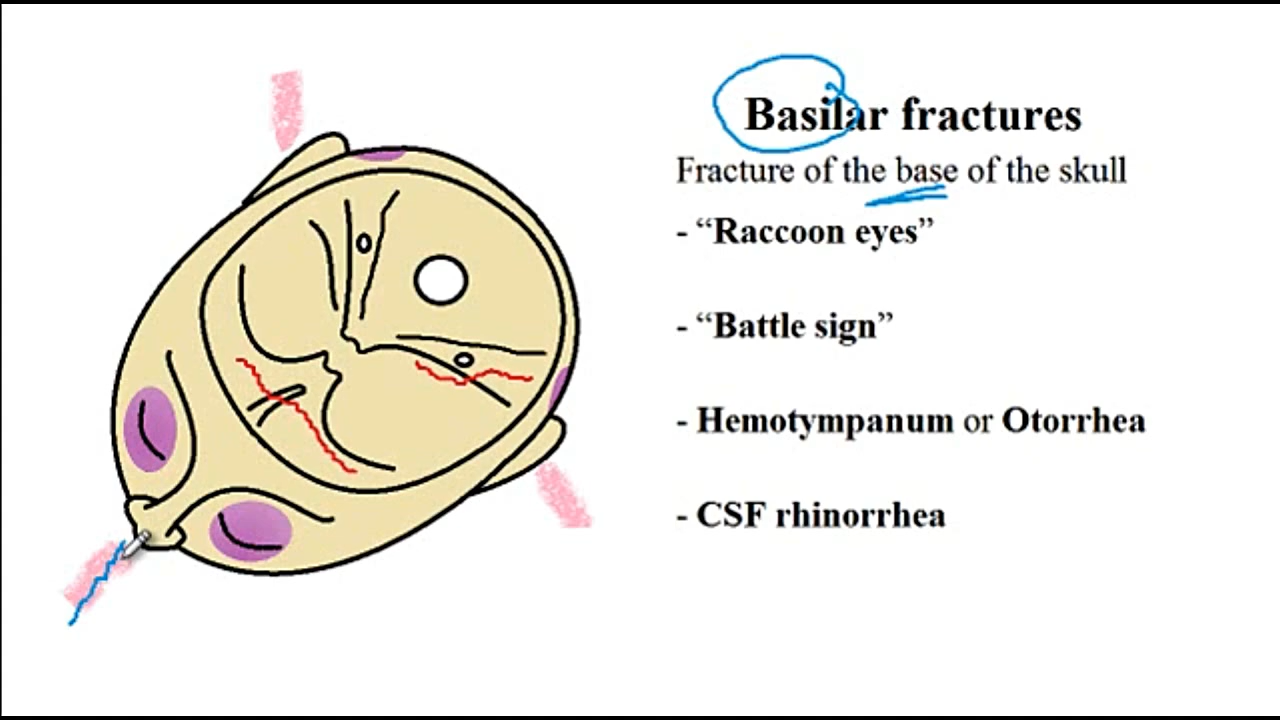 Basilar fractures
Fracture of the base of the skull
- “Raccoon eyes”
- “Battle sign”
- Hemotympanum or Otorrhea
- CSF rhinorrhea